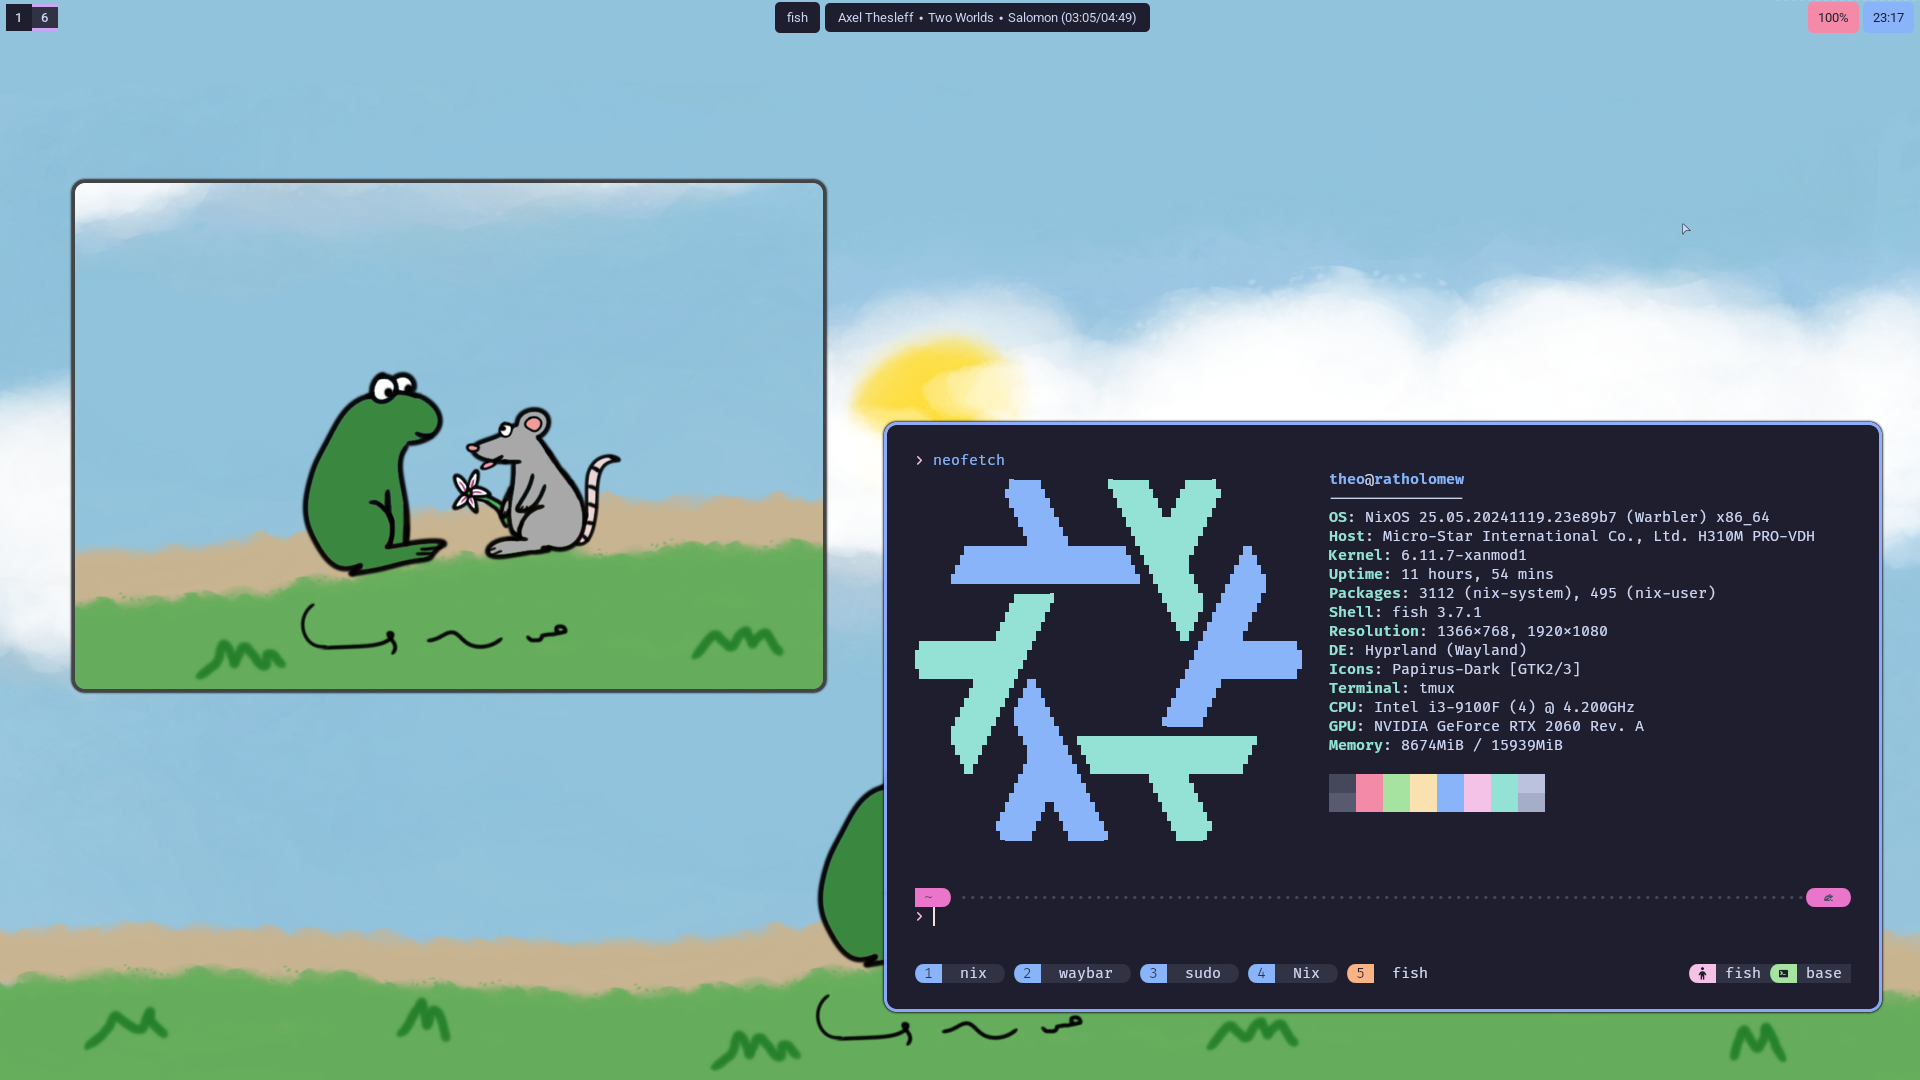 1 6
fish
Axel Thesleff • Two Worlds • Salomon (03:05/04:49)
100% 23:17
> neofetch
theo@ratholomew
OS: NixOS 25.05.20241119.23e89b7 (Warbler) x86_64
Host: Micro-Star International Co., Ltd. H310M PRO-VDH
Kernel: 6.11.7-xanmod1
Uptime: 11 hours, 54 mins
Packages: 3112 (nix-system), 495 (nix-user)
Shell: fish 3.7.1
Resolution: 1366×768, 1920×1080
DE: Hyprland (Wayland)
Icons: Papirus-Dark [GTK2/3]
Terminal: tmux
CPU: Intel i3-9100F (4) @ 4.200GHz
GPU: NVIDIA GeForce RTX 2060 Rev. A
Memory: 8674MiB / 15939MiB
~
>
1 nix 2 waybar 3 sudo 4 Nix 5 fish fish base